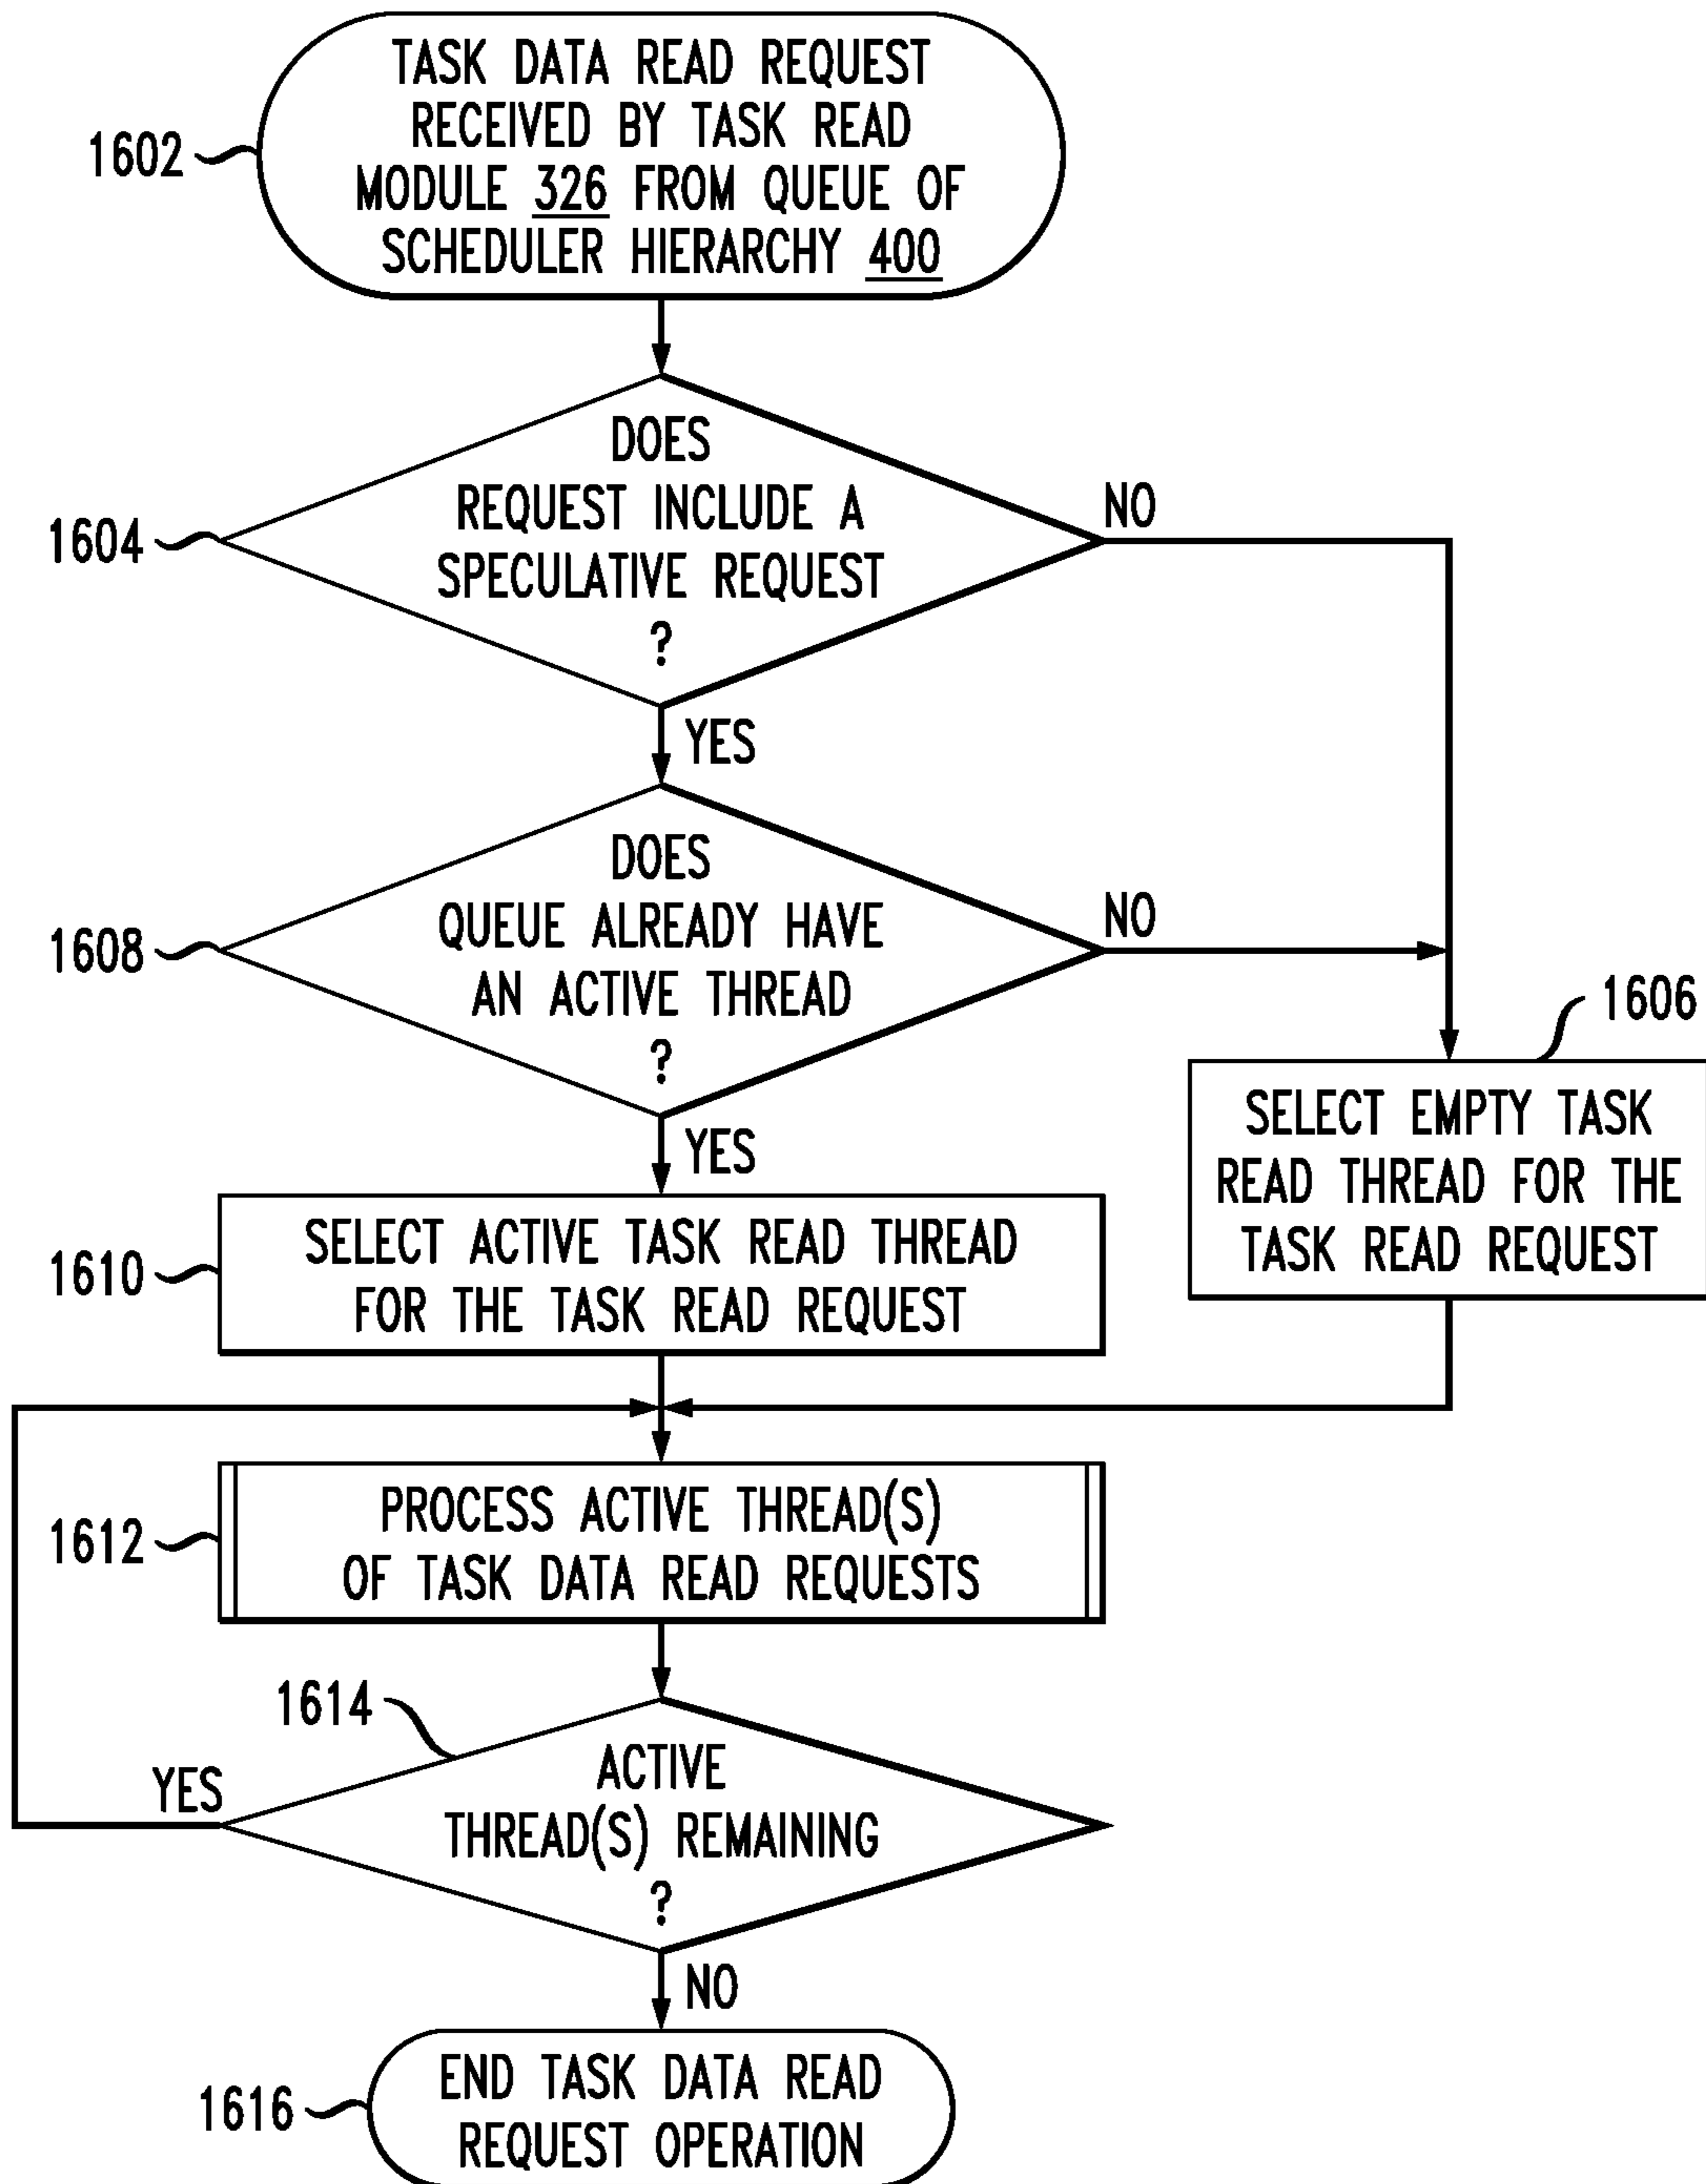 TASK DATA READ REQUEST
RECEIVED BY TASK READ
MODULE 326 FROM QUEUE OF
SCHEDULER HIERARCHY 400
1602
DOES
REQUEST INCLUDE A
SPECULATIVE REQUEST
?
1604
NO
YES
DOES
QUEUE ALREADY HAVE
AN ACTIVE THREAD
?
1608
NO
YES
1606
SELECT EMPTY TASK
READ THREAD FOR THE
TASK READ REQUEST
SELECT ACTIVE TASK READ THREAD
FOR THE TASK READ REQUEST
1610
PROCESS ACTIVE THREAD(S)
OF TASK DATA READ REQUESTS
1612
1614
ACTIVE
THREAD(S) REMAINING
?
YES
NO
END TASK DATA READ
REQUEST OPERATION
1616